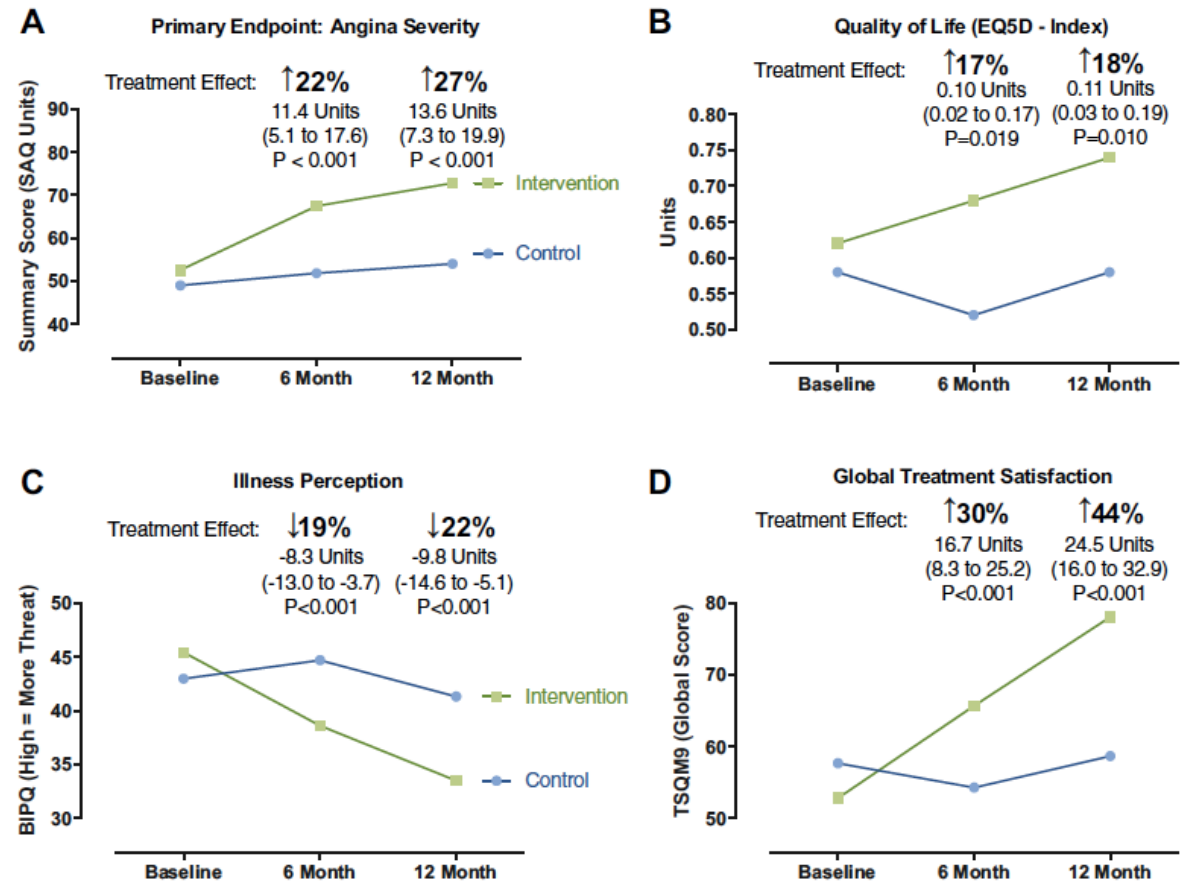 A
Primary Endpoint: Angina Severity
Treatment Effect:
↑22%
↑27%
11.4 Units
13.6 Units
(5.1 to 17.6)
(7.3 to 19.9)
P < 0.001
P < 0.001
Summary Score (SAQ Units)
90
80
70
60
50
40
Intervention
Control
Baseline
6 Month
12 Month
B
Quality of Life (EQ5D - Index)
Treatment Effect:
↑17%
↑18%
0.10 Units
0.11 Units
(0.02 to 0.17)
(0.03 to 0.19)
P=0.019
P=0.010
Units
0.80
0.75
0.70
0.65
0.60
0.55
0.50
Baseline
6 Month
12 Month
C
Illness Perception
Treatment Effect:
↓19%
↓22%
-8.3 Units
-9.8 Units
(-13.0 to -3.7)
(-14.6 to -5.1)
P<0.001
P<0.001
BIPQ (High = More Threat)
50
45
40
35
30
Intervention
Control
Baseline
6 Month
12 Month
D
Global Treatment Satisfaction
Treatment Effect:
↑30%
↑44%
16.7 Units
24.5 Units
(8.3 to 25.2)
(16.0 to 32.9)
P<0.001
P<0.001
TSQM9 (Global Score)
80
70
60
50
Baseline
6 Month
12 Month